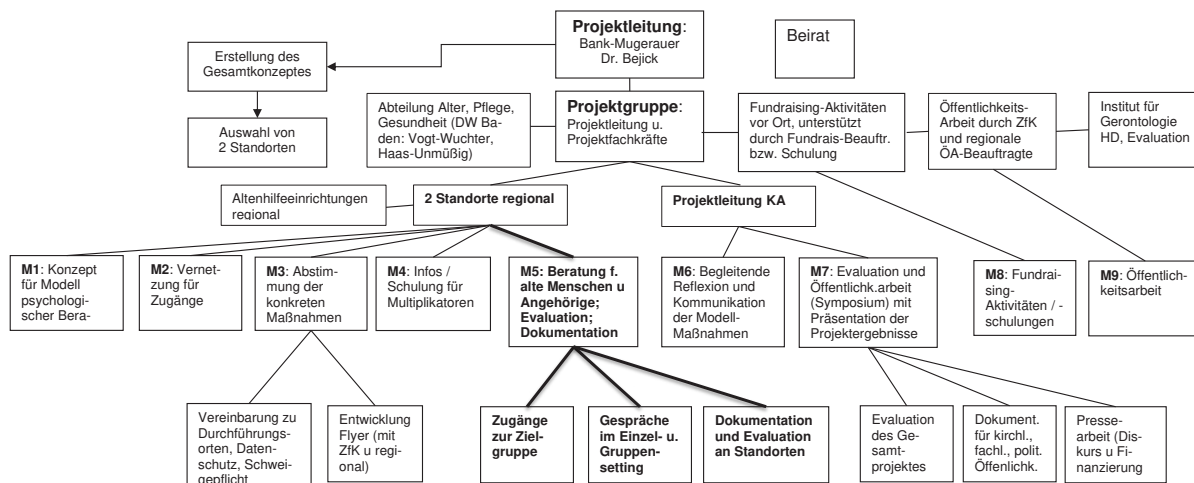 Projektleitung:
Bank-Mugerauer
Dr. Bejick
Beirat
Erstellung des
Gesamtkonzeptes
Auswahl von
2 Standorten
Abteilung Alter, Pflege,
Gesundheit (DW Ba-
den: Vogt-Wuchter,
Haas-Unmüßig)
Projektgruppe:
Projektleitung u.
Projektfachkräfte
Fundraising-Aktivitäten
vor Ort, unterstützt
durch Fundrais-Beauftr.
bzw. Schulung
Öffentlichkeits-
Arbeit durch ZfK
und regionale
ÖA-Beauftragte
Institut für
Gerontologie
HD, Evaluation
Altenhilfeeinrichtungen
regional
2 Standorte regional
Projektleitung KA
M1: Konzept
für Modell
psychologi-
scher Bera-
M2: Vernet-
zung für
Zugänge
M3: Abstim-
mung der
konkreten
Maßnahmen
M4: Infos /
Schulung für
Multiplikatoren
M5: Beratung f.
alte Menschen u
Angehörige;
Evaluation;
Dokumentation
M6: Begleitende
Reflexion und
Kommunikation
der Modell-
Maßnahmen
M7: Evaluation und
Öffentlichk.arbeit
(Symposium) mit
Präsentation der
Projektergebnisse
M8: Fundrai-
sing-
Aktivitäten / -
schulungen
M9: Öffentlich-
keitsarbeit
Vereinbarung zu
Durchführungs-
orten, Daten-
schutz, Schwei-
gepflicht
Entwicklung
Flyer (mit
ZfK u regi-
onal)
Zugänge
zur Ziel-
gruppe
Gespräche
im Einzel- u.
Gruppen-
setting
Dokumentation
und Evaluation
an Standorten
Evaluation
des Ge-
samt-
projektes
Dokument.
für kirchl.,
fachl., polit.
Öffentlichk.
Presse-
arbeit (Dis-
kurs u Fi-
nanzierung